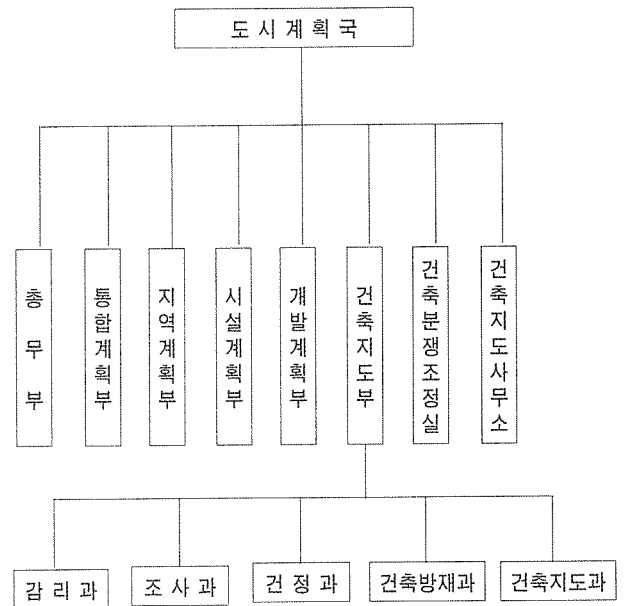 도 시 계 획 국
총 무 부
통합계획부
지역계획부
시설계획부
개발계획부
건축지도부
건축분쟁조정실
건축지도사무소
감 리 과
조 사 과
건 정 과
건축방재과
건축지도과